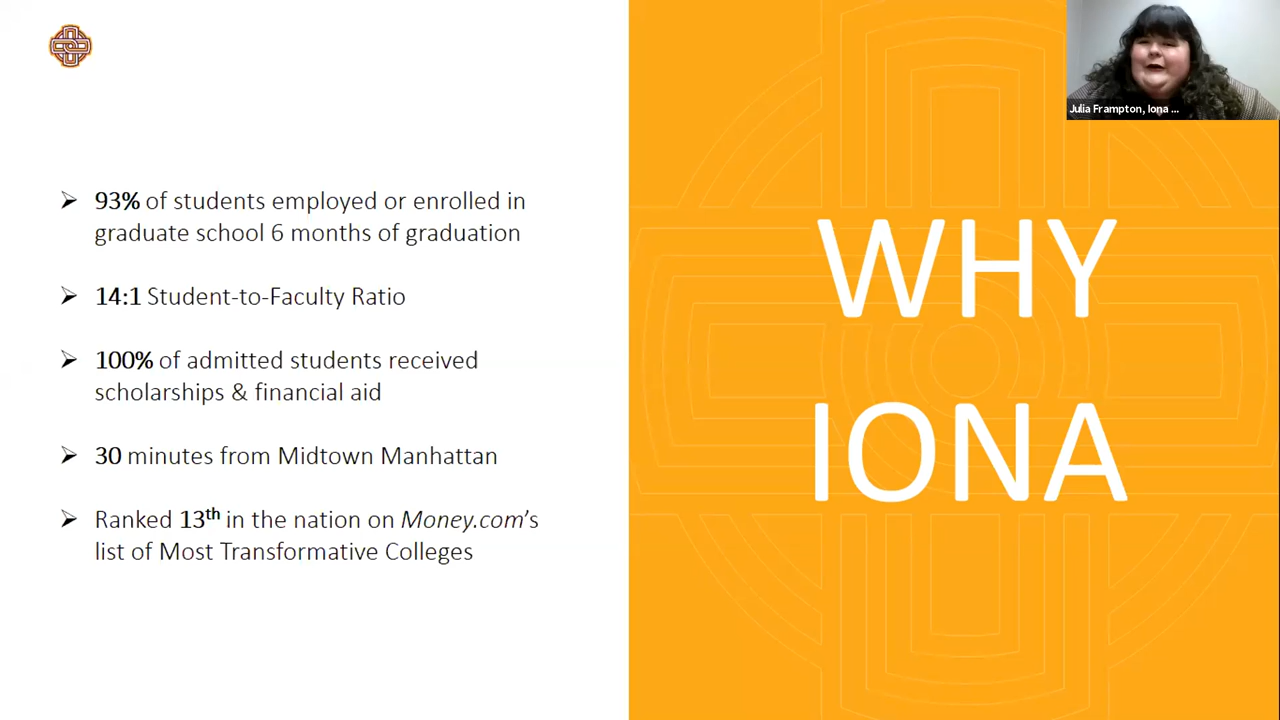 93% of students employed or enrolled in
graduate school 6 months of graduation
14:1 Student-to-Faculty Ratio
100% of admitted students received
scholarships & financial aid
30 minutes from Midtown Manhattan
Ranked 13th in the nation on Money.com’s
list of Most Transformative Colleges
WHY
IONA
Julia Frampton, Iona ...